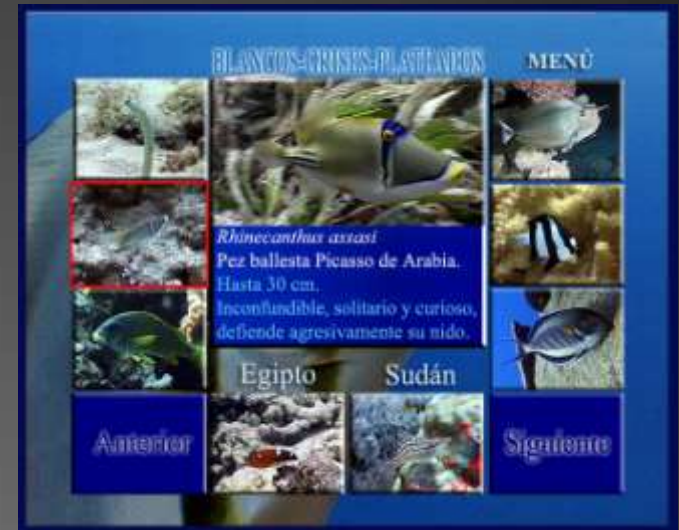 BLANCOS-GRISES-PLATEADOS
MENÚ
Rhinecanthus assasi
Pez ballesta Picasso de Arabia.
Hasta 30 cm.
Inconfundible, solitario y curioso,
defiende agresivamente su nido.
Egipto
Sudán
Anterior
Siguiente